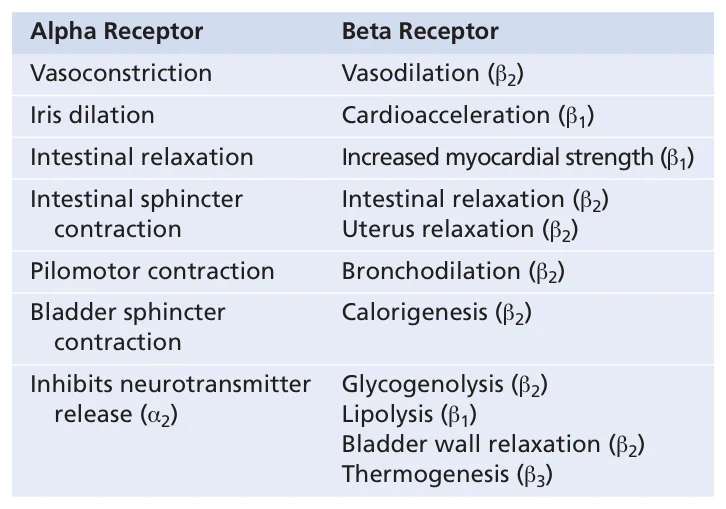 Alpha Receptor Beta Receptor
Vasoconstriction Vasodilation (β₂)
Iris dilation Cardioacceleration (β₁)
Intestinal relaxation Increased myocardial strength (β₁)
Intestinal sphincter Intestinal relaxation (β₂)
contraction Uterus relaxation (β₂)
Pilomotor contraction Bronchodilation (β₂)
Bladder sphincter Calorigenesis (β₂)
contraction
Inhibits neurotransmitter Glycogenolysis (β₂)
release (α₂) Lipolysis (β₁)
Bladder wall relaxation (β₂)
Thermogenesis (β₃)